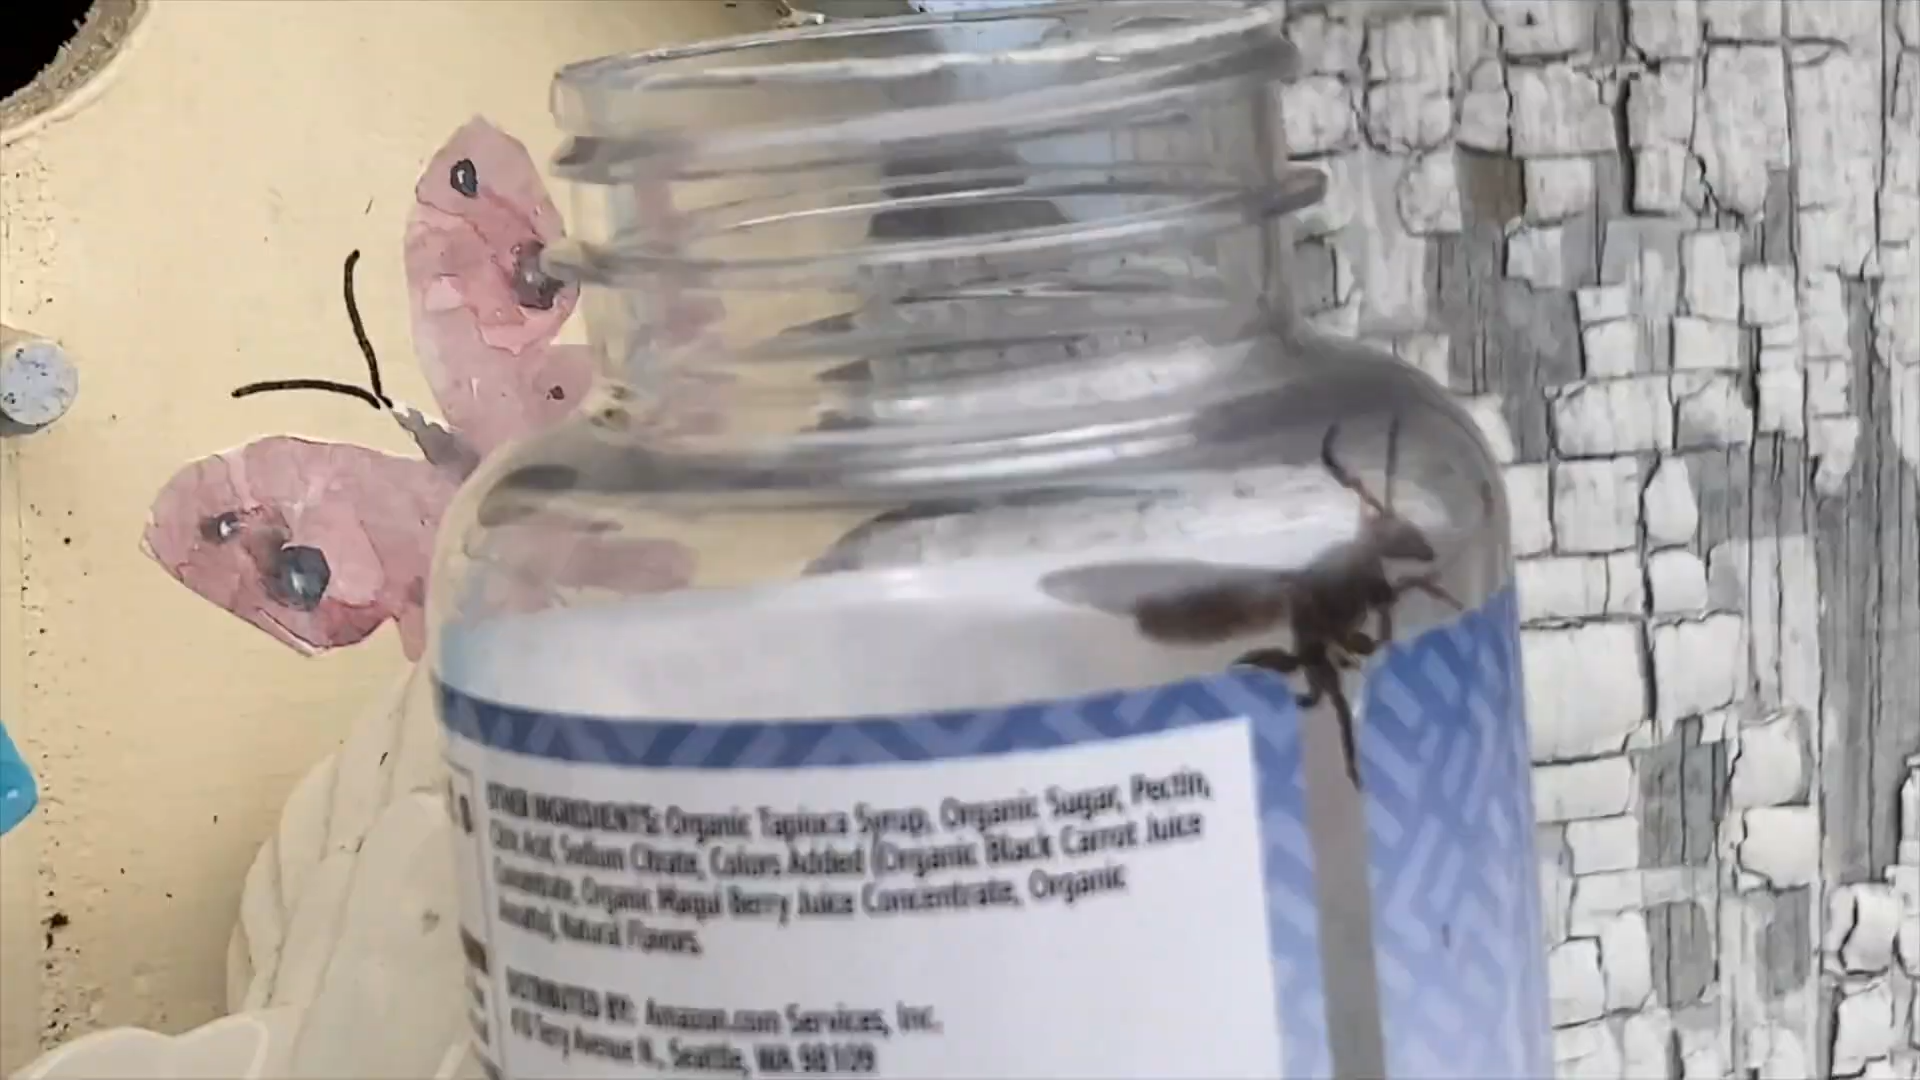 OTHER INGREDIENTS: Organic Tapioca Syrup, Organic Sugar, Pectin,
Citric Acid, Sodium Citrate, Colors Added (Organic Black Carrot Juice
Concentrate, Organic Maqui Berry Juice Concentrate, Organic
Annatto), Natural Flavors.
DISTRIBUTED BY: Amazon.com Services, Inc.
410 Terry Avenue N., Seattle, WA 98109